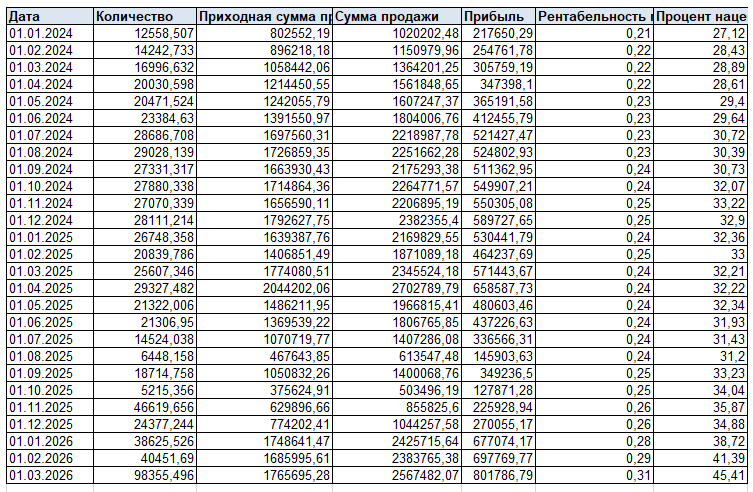 Дата Количество Приходная сумма пр Сумма продажи Прибыль Рентабельность Процент наце
01.01.2024 12558,507 802552,19 1020202,48 217650,29 0,21 27,12
01.02.2024 14242,733 896218,18 1150979,96 254761,78 0,22 28,43
01.03.2024 16996,632 1058442,06 1364201,25 305759,19 0,22 28,89
01.04.2024 20030,598 1214450,55 1561848,65 347398,1 0,22 28,61
01.05.2024 20471,524 1242055,79 1607247,37 365191,58 0,23 29,4
01.06.2024 23384,63 1391550,97 1804006,76 412455,79 0,23 29,64
01.07.2024 28686,708 1697560,31 2218987,78 521427,47 0,23 30,72
01.08.2024 29028,139 1726859,35 2251662,28 524802,93 0,23 30,39
01.09.2024 27331,317 1663930,43 2175293,38 511362,95 0,24 30,73
01.10.2024 27880,338 1714864,36 2264771,57 549907,21 0,24 32,07
01.11.2024 27070,339 1656590,11 2206895,19 550305,08 0,25 33,22
01.12.2024 28111,214 1792627,75 2382355,4 589727,65 0,25 32,9
01.01.2025 26748,358 1639387,76 2169829,55 530441,79 0,24 32,36
01.02.2025 20839,786 1406851,49 1871089,18 464237,69 0,25 33
01.03.2025 25607,346 1774080,51 2345524,18 571443,67 0,24 32,21
01.04.2025 29327,482 2044202,06 2702789,79 658587,73 0,24 32,22
01.05.2025 21322,006 1486211,95 1966815,41 480603,46 0,24 32,34
01.06.2025 21306,95 1369539,22 1806765,85 437226,63 0,24 31,93
01.07.2025 14524,038 1070719,77 1407286,08 336566,31 0,24 31,43
01.08.2025 6448,158 467643,85 613547,48 145903,63 0,24 31,2
01.09.2025 18714,758 1050832,26 1400068,76 349236,5 0,25 33,23
01.10.2025 5215,356 375624,91 503496,19 127871,28 0,25 34,04
01.11.2025 46619,656 629896,66 855825,6 225928,94 0,26 35,87
01.12.2025 24377,244 774202,41 1044257,58 270055,17 0,26 34,88
01.01.2026 38625,526 1748641,47 2425715,64 677074,17 0,28 38,72
01.02.2026 40451,69 1685995,61 2383765,38 697769,77 0,29 41,39
01.03.2026 98355,496 1765695,28 2567482,07 801786,79 0,31 45,41